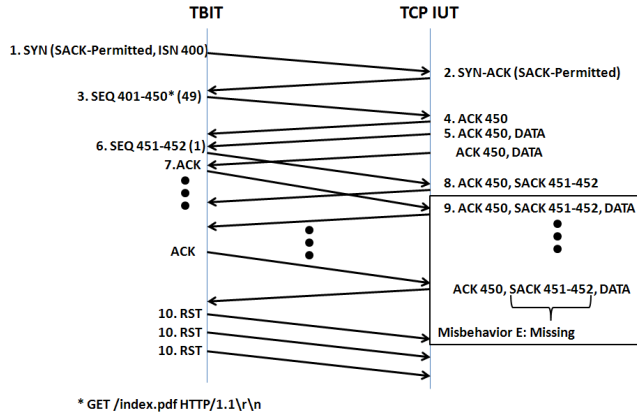 TBIT
TCP IUT
1. SYN (SACK-Permitted, ISN 400)
2. SYN-ACK (SACK-Permitted)
3. SEQ 401-450* (49)
4. ACK 450
5. ACK 450, DATA
6. SEQ 451-452 (1)
ACK 450, DATA
7.ACK
8. ACK 450, SACK 451-452
9. ACK 450, SACK 451-452, DATA
ACK
ACK 450, SACK 451-452, DATA
10. RST
Misbehavior E: Missing
10. RST
10. RST
* GET /index.pdf HTTP/1.1\r\n